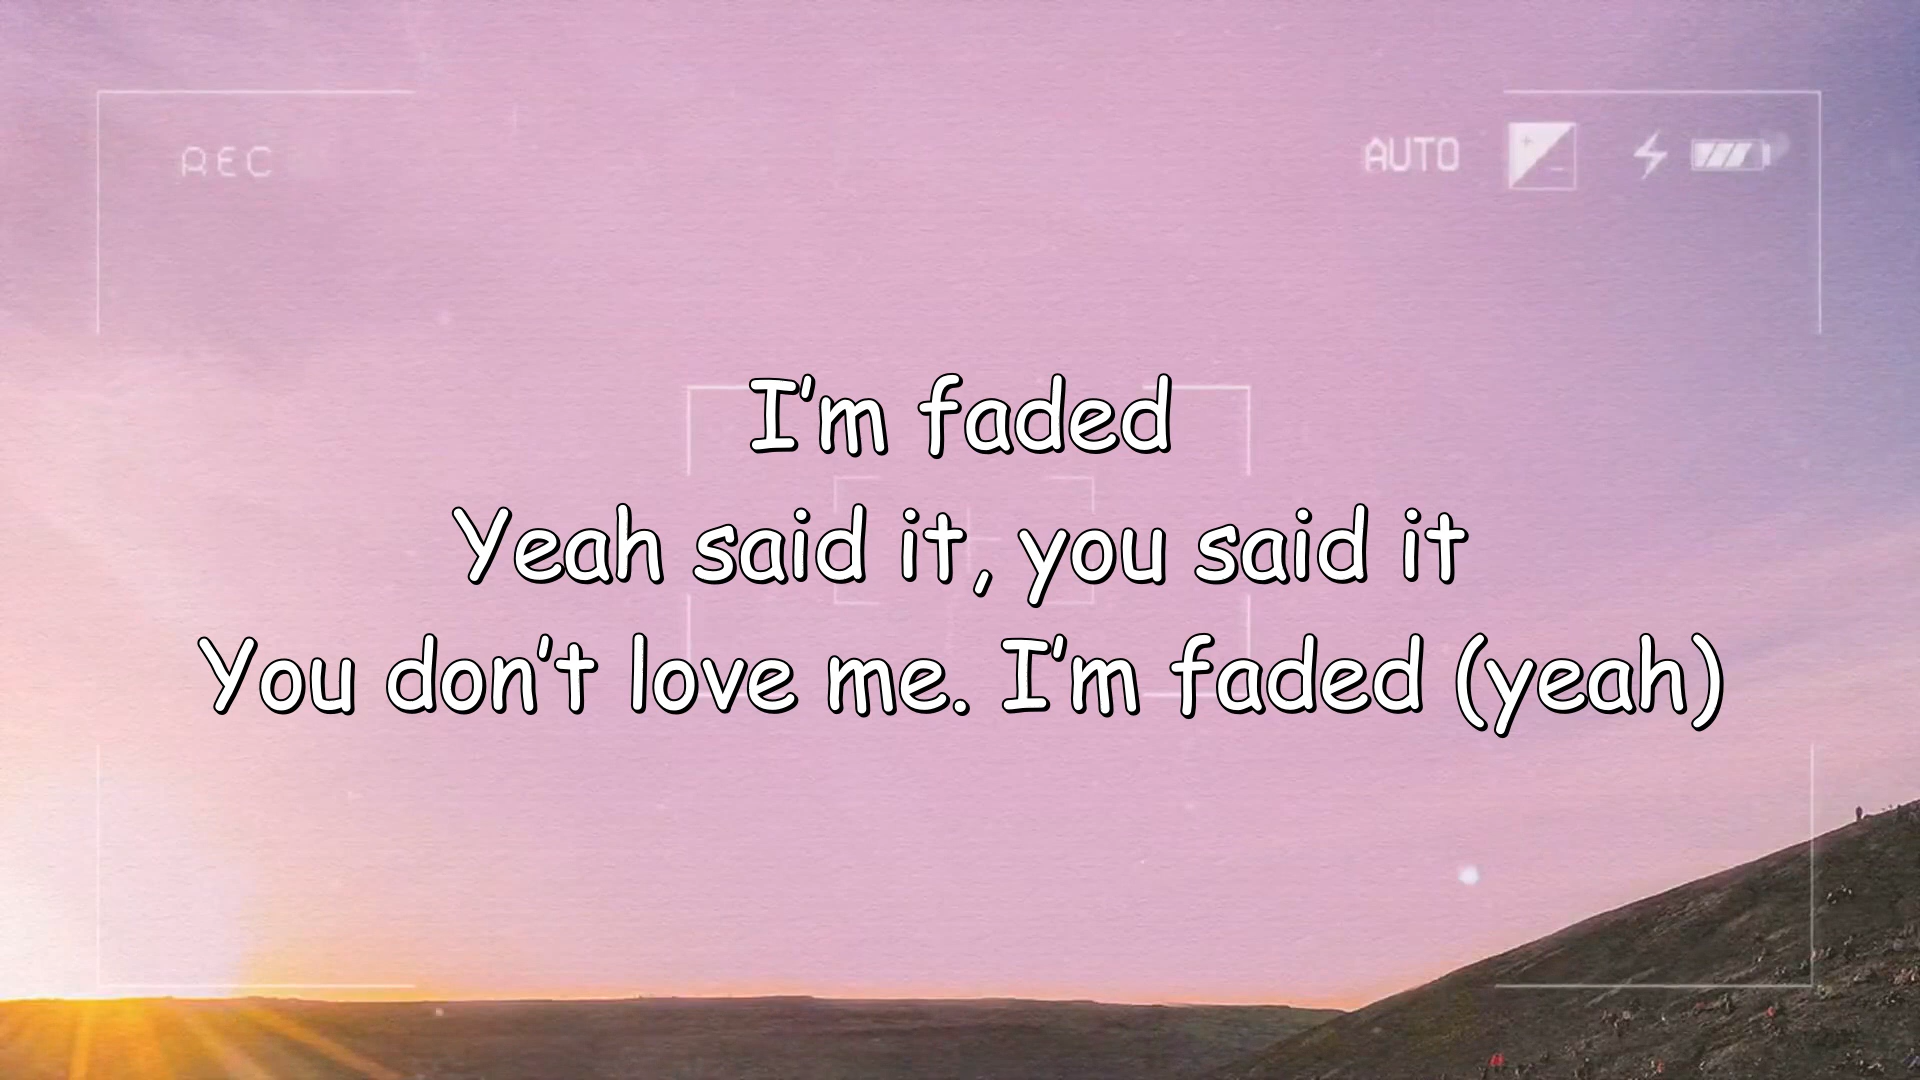 REC
AUTO
I'm faded
Yeah said it, you said it
You don't love me. I'm faded (yeah)